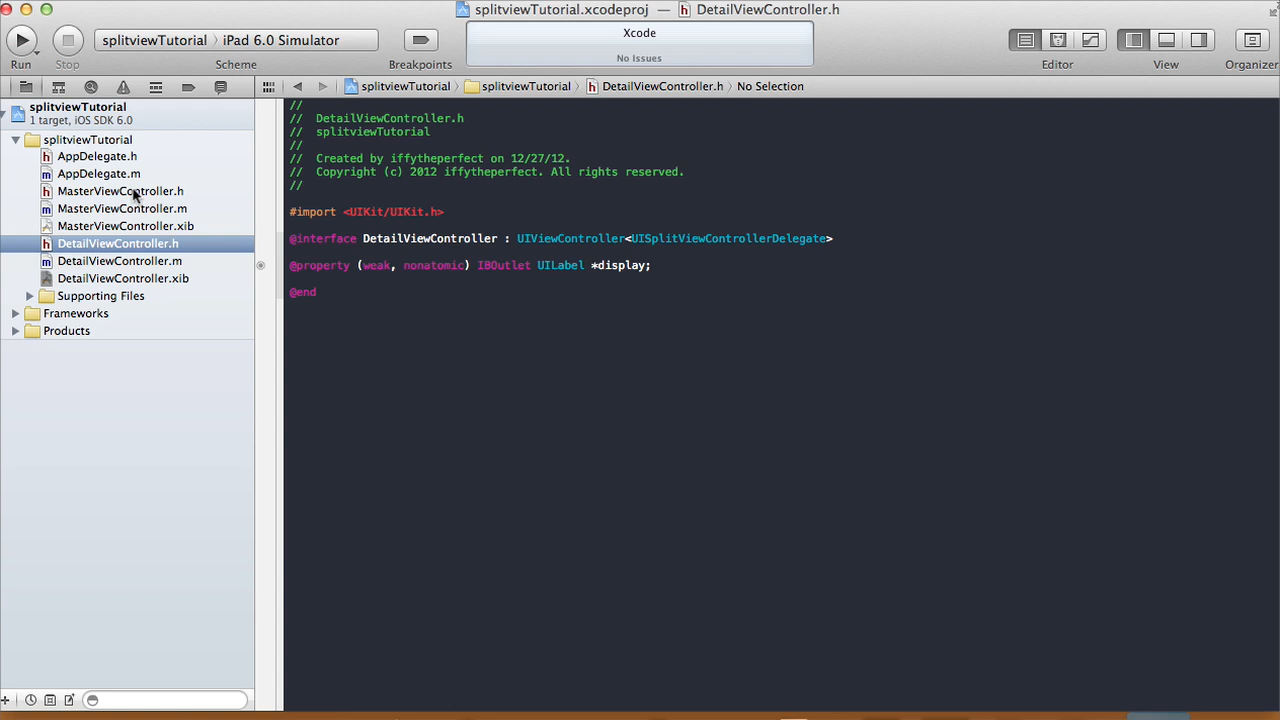 splitviewTutorial.xcodeproj — DetailViewController.h
splitviewTutorial iPad 6.0 Simulator
Xcode
No Issues
Run Stop Scheme Breakpoints Editor View Organizer
splitviewTutorial splitviewTutorial DetailViewController.h No Selection
splitviewTutorial
1 target, iOS SDK 6.0
splitviewTutorial
AppDelegate.h
AppDelegate.m
MasterViewController.h
MasterViewController.m
MasterViewController.xib
DetailViewController.h
DetailViewController.m
DetailViewController.xib
Supporting Files
Frameworks
Products
//
// DetailViewController.h
// splitviewTutorial
//
// Created by iffytheperfect on 12/27/12.
// Copyright (c) 2012 iffytheperfect. All rights reserved.
//
#import <UIKit/UIKit.h>
@interface DetailViewController : UIViewController<UISplitViewControllerDelegate>
@property (weak, nonatomic) IBOutlet UILabel *display;
@end